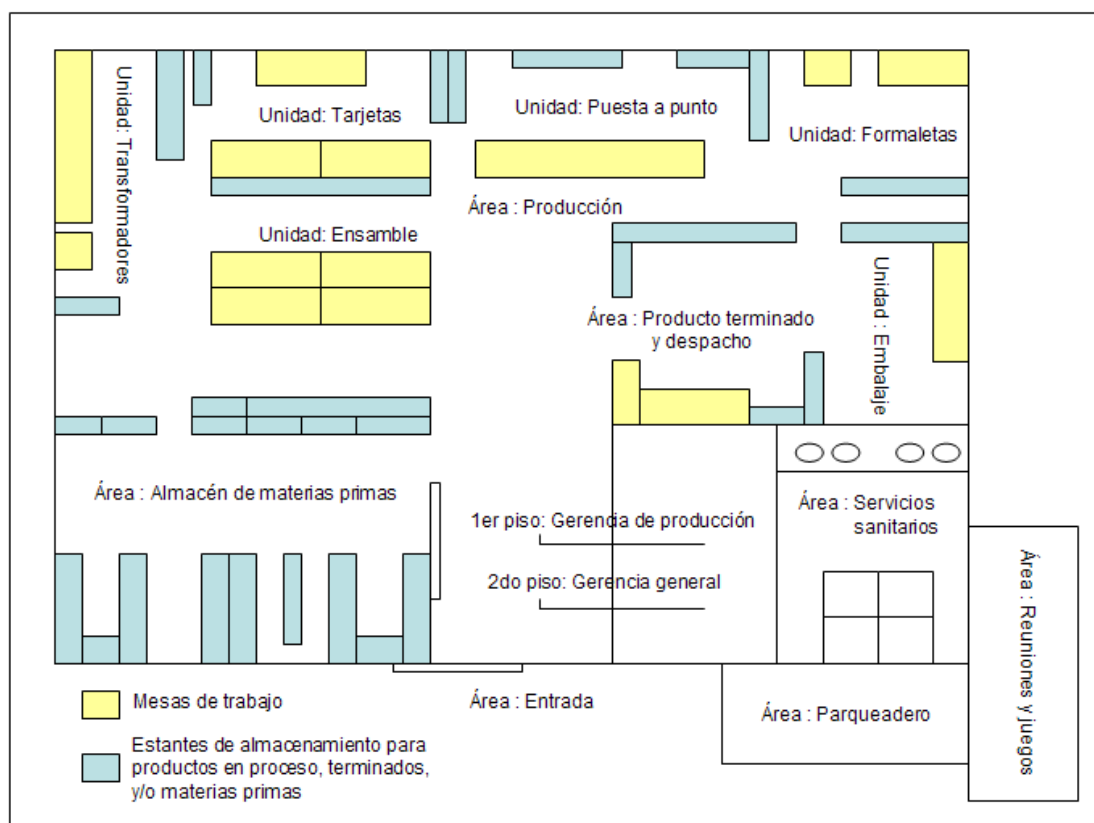 Unidad: Transformadores
Unidad: Tarjetas
Unidad: Puesta a punto
Unidad: Formaletas
Área : Producción
Unidad: Ensamble
Área : Producto terminado
y despacho
Unidad : Embalaje
Área : Almacén de materias primas
1er piso: Gerencia de producción
2do piso: Gerencia general
Área : Servicios
sanitarios
Área : Reuniones y juegos
Área : Entrada
Área : Parqueadero
Mesas de trabajo
Estantes de almacenamiento para
productos en proceso, terminados,
y/o materias primas